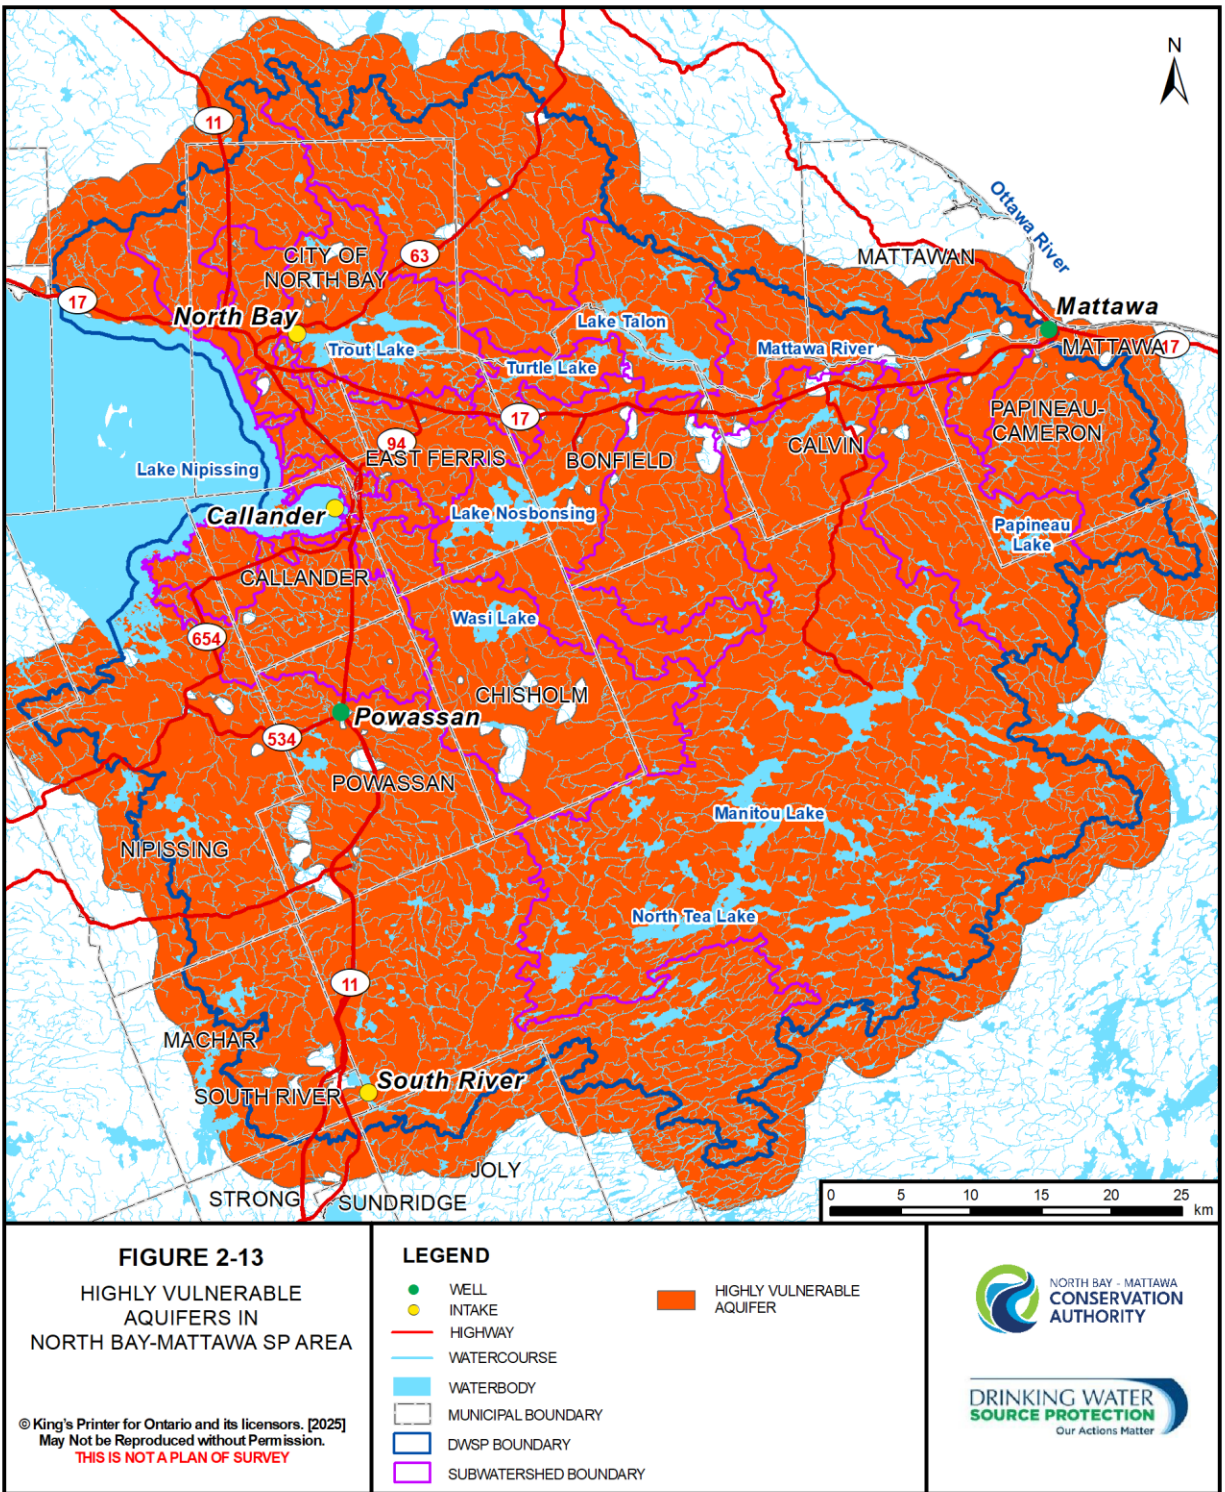 N
11
Ottawa River
MATTAWAN
CITY OF
NORTH BAY
63
17
North Bay
Mattawa
Lake Talon
Trout Lake
Mattawa River
MATTAWA
17
Turtle Lake
PAPINEAU-
CAMERON
17
94
EAST FERRIS
BONFIELD
CALVIN
Lake Nipissing
Callander
Lake Nosbonsing
Papineau
Lake
CALLANDER
Wasi Lake
654
CHISHOLM
Powassan
534
POWASSAN
Manitou Lake
NIPISSING
North Tea Lake
11
MACHAR
SOUTH RIVER
South River
JOLY
STRONG
SUNDRIDGE
0 5 10 15 20 25
km
FIGURE 2-13
HIGHLY VULNERABLE
AQUIFERS IN
NORTH BAY-MATTAWA SP AREA
© King's Printer for Ontario and its licensors. [2025]
May Not be Reproduced without Permission.
THIS IS NOT A PLAN OF SURVEY
LEGEND
WELL
INTAKE
HIGHWAY
WATERCOURSE
WATERBODY
MUNICIPAL BOUNDARY
DWSP BOUNDARY
SUBWATERSHED BOUNDARY
HIGHLY VULNERABLE
AQUIFER
NORTH BAY - MATTAWA
CONSERVATION
AUTHORITY
DRINKING WATER
SOURCE PROTECTION
Our Actions Matter